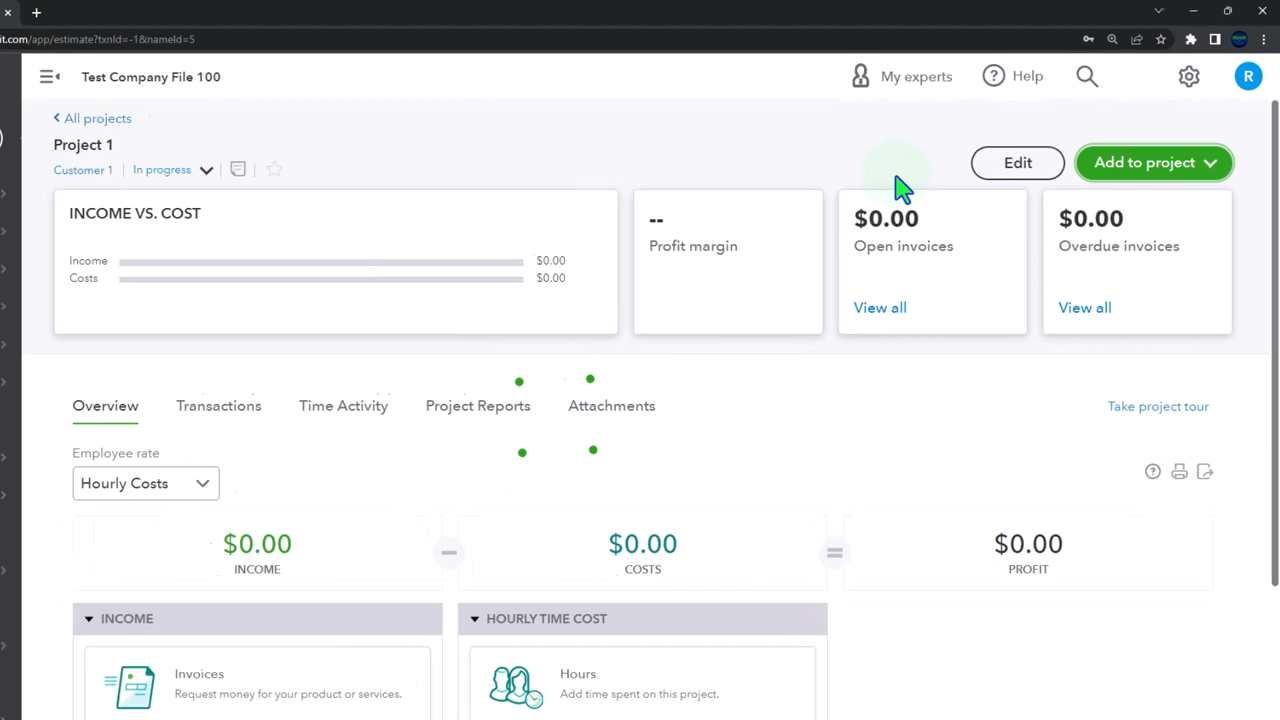 it.com/app/estimate?txnId=-1&nameId=5
Test Company File 100
My experts
Help
R
All projects
Project 1
Customer 1 | In progress
Edit
Add to project
INCOME VS. COST
Income $0.00
Costs $0.00
--
Profit margin
$0.00
Open invoices
View all
$0.00
Overdue invoices
View all
Overview Transactions Time Activity Project Reports Attachments
Take project tour
Employee rate
Hourly Costs
$0.00
INCOME
$0.00
COSTS
$0.00
PROFIT
INCOME
HOURLY TIME COST
Invoices
Request money for your product or services.
Hours
Add time spent on this project.